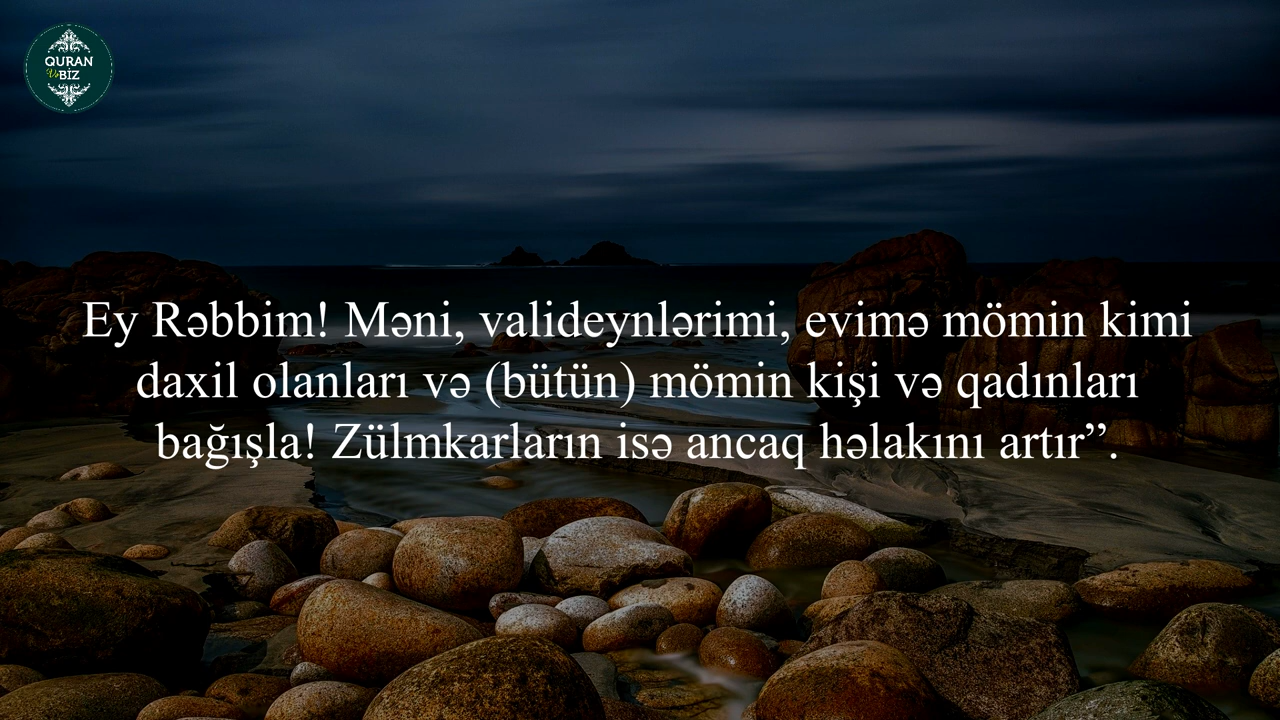 QURAN
Və BİZ
Ey Rəbbim! Məni, valideynlərimi, evimə mömin kimi
daxil olanları və (bütün) mömin kişi və qadınları
bağışla! Zülmkarların isə ancaq həlakını artır”.